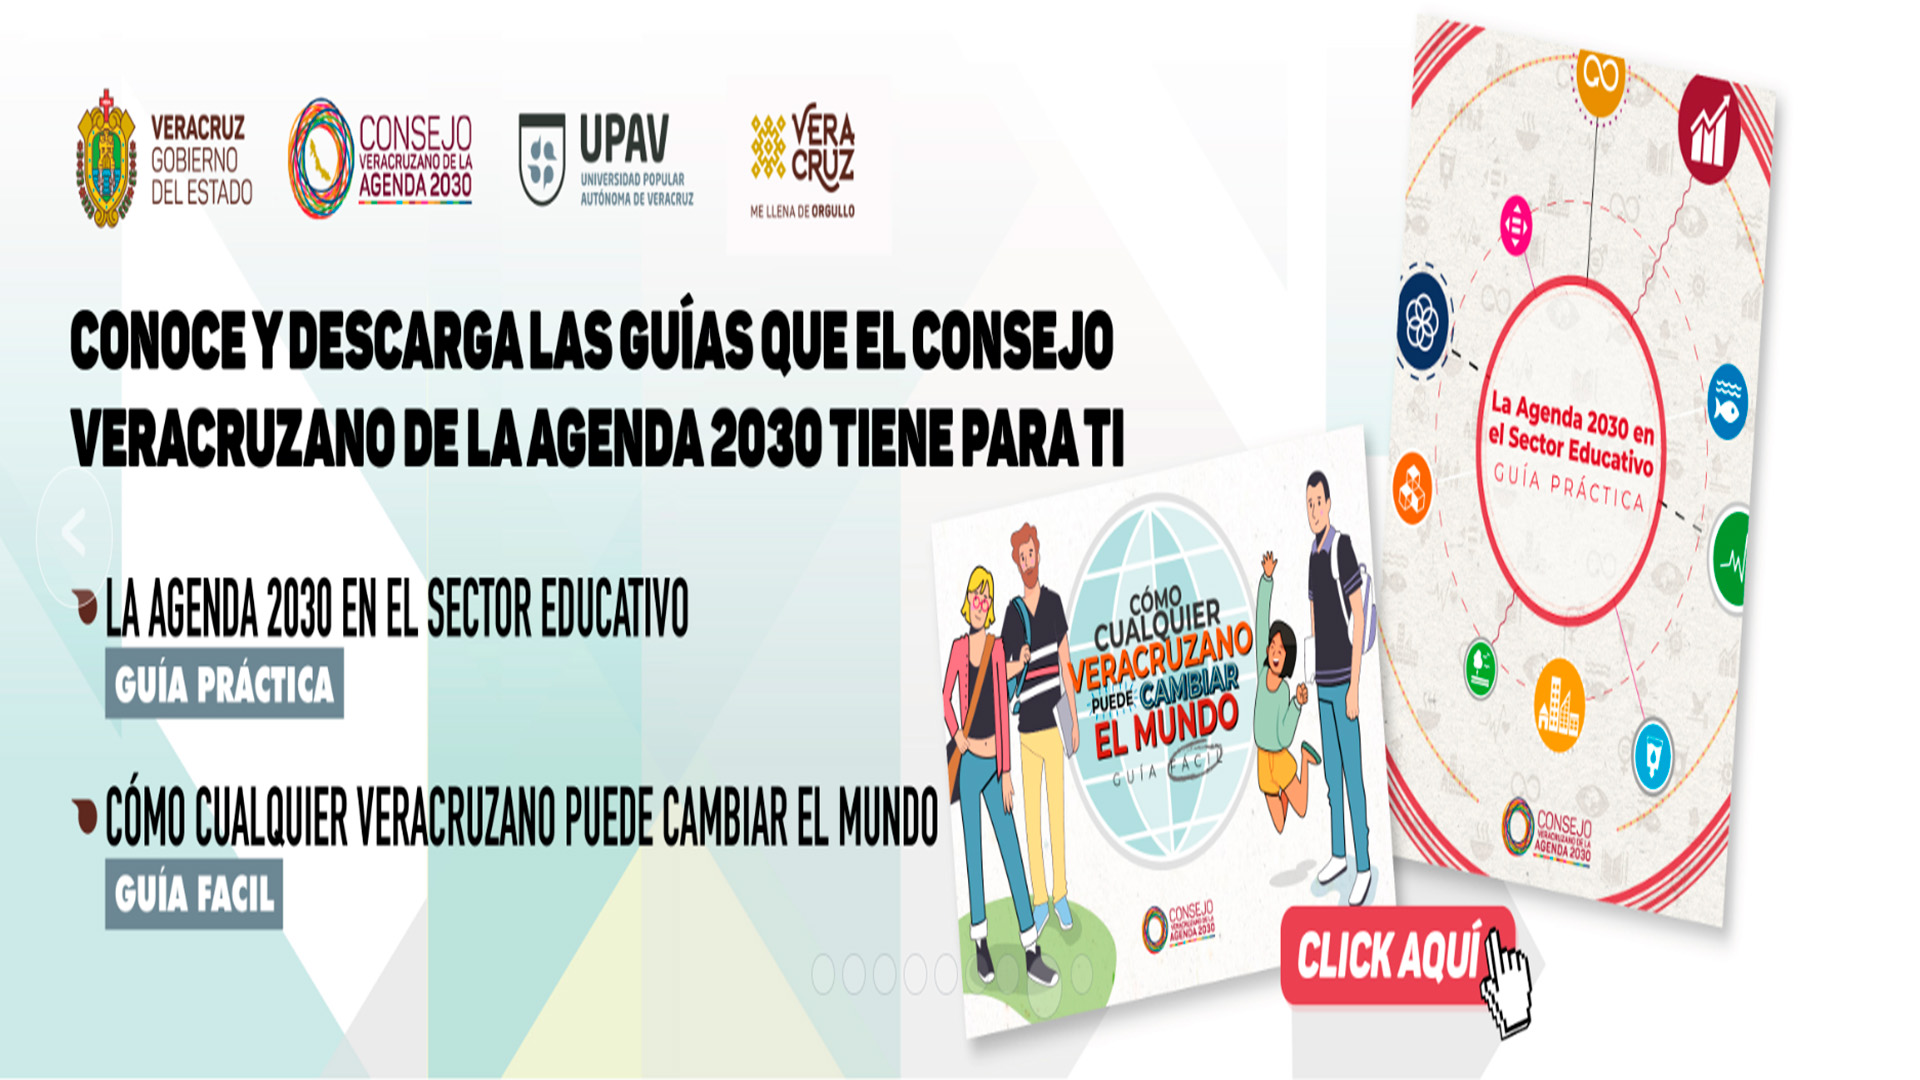 VERACRUZ
GOBIERNO
DEL ESTADO
CONSEJO
VERACRUZANO DE LA
AGENDA 2030
UPAV
UNIVERSIDAD POPULAR
AUTÓNOMA DE VERACRUZ
VERA
CRUZ
ME LLENA DE ORGULLO
CONOCE Y DESCARGA LAS GUÍAS QUE EL CONSEJO
VERACRUZANO DE LA AGENDA 2030 TIENE PARA TI
LA AGENDA 2030 EN EL SECTOR EDUCATIVO
GUÍA PRÁCTICA
CÓMO CUALQUIER VERACRUZANO PUEDE CAMBIAR EL MUNDO
GUÍA FACIL
CÓMO
CUALQUIER
VERACRUZANO
PUEDE CAMBIAR
EL MUNDO
GUÍA FÁCIL
CONSEJO
VERACRUZANO DE LA
AGENDA 2030
La Agenda 2030 en
el Sector Educativo
GUÍA PRÁCTICA
CONSEJO
VERACRUZANO DE LA
AGENDA 2030
CLICK AQUÍ